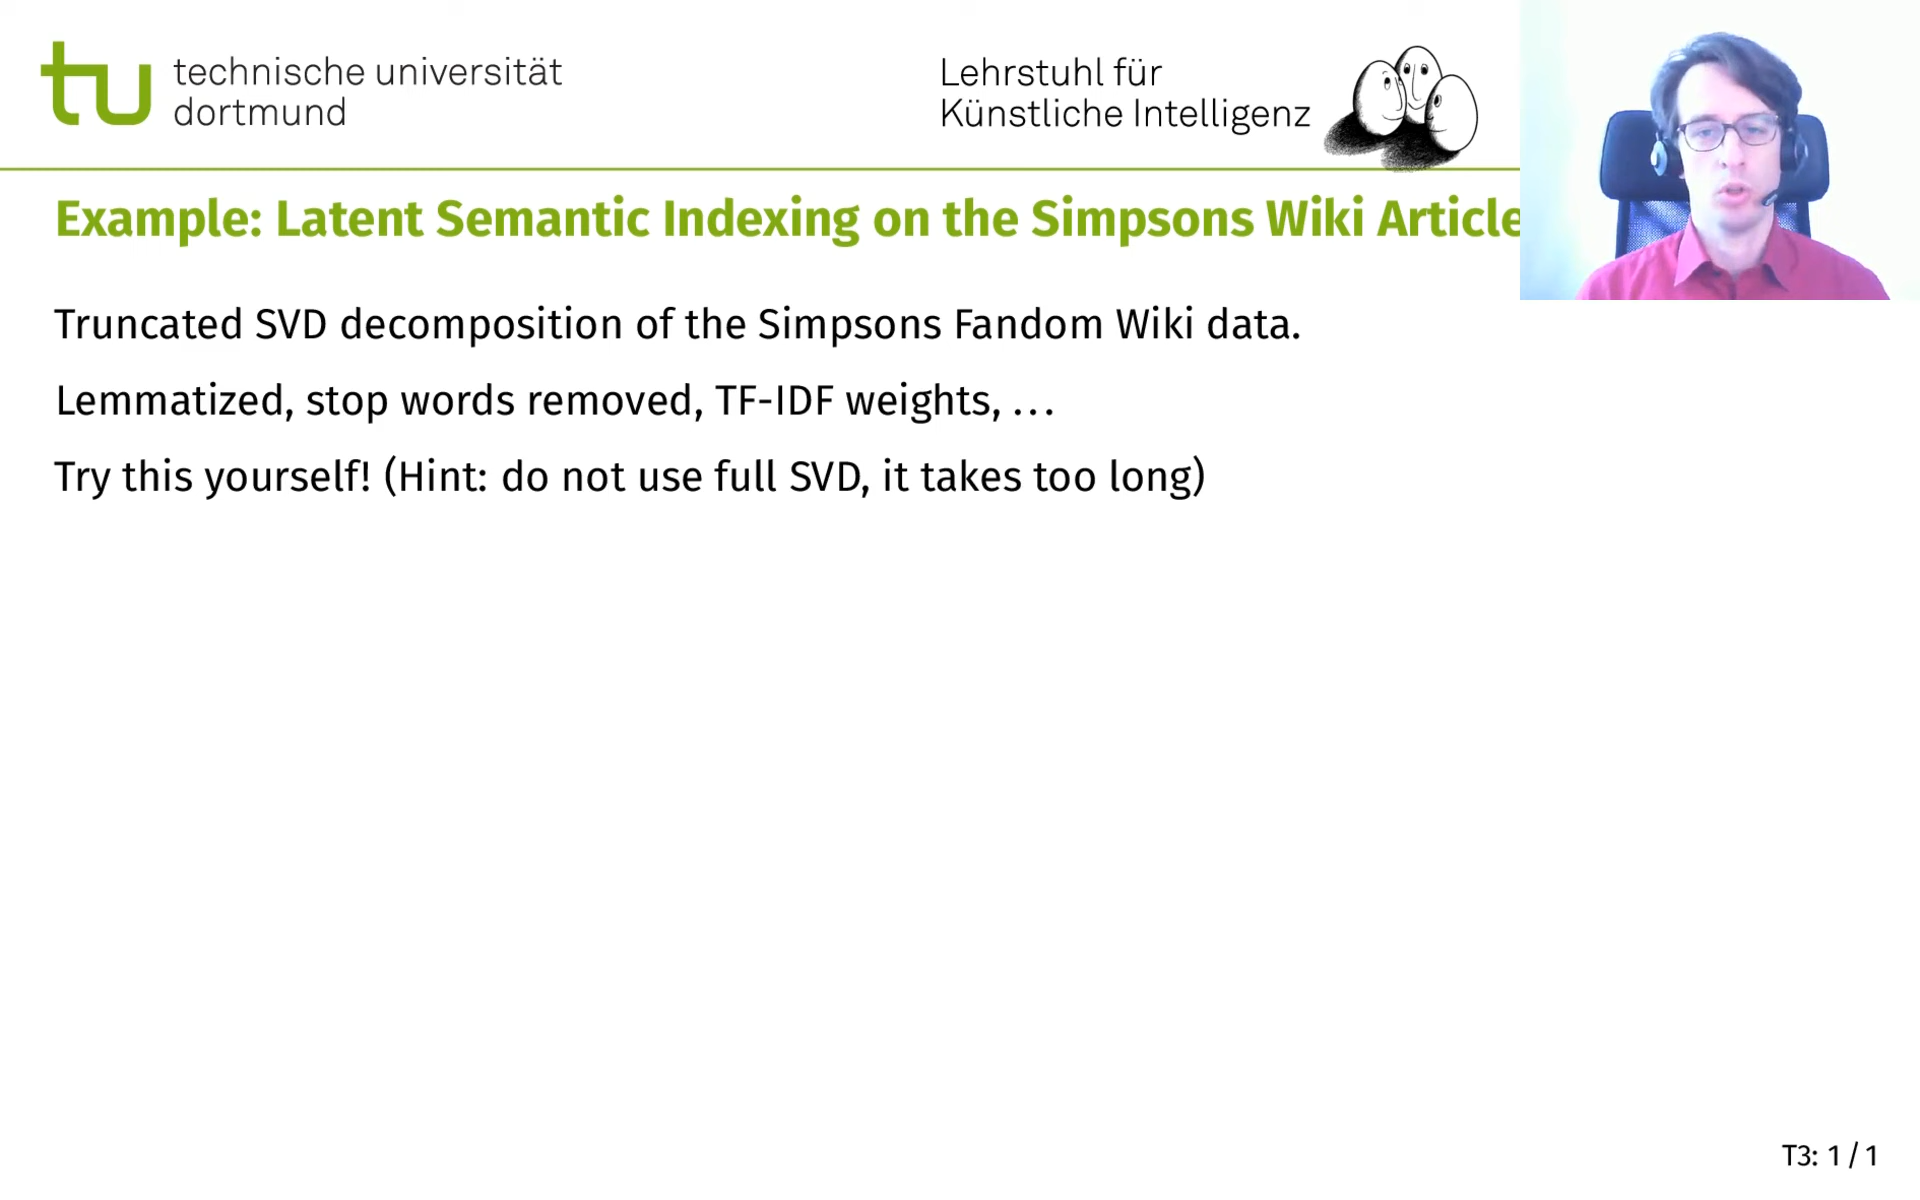 technische universität
dortmund
Lehrstuhl für
Künstliche Intelligenz
Example: Latent Semantic Indexing on the Simpsons Wiki Article
Truncated SVD decomposition of the Simpsons Fandom Wiki data.
Lemmatized, stop words removed, TF-IDF weights, …
Try this yourself! (Hint: do not use full SVD, it takes too long)
T3: 1 / 1